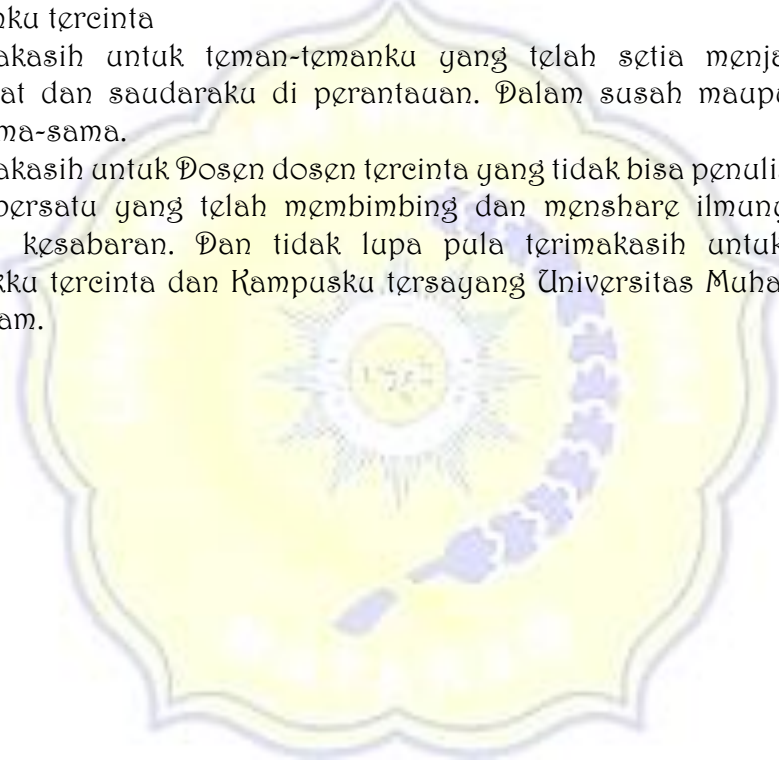 nku tercinta
akasih untuk teman-temanku yang telah setia menja
at dan saudaraku di perantauan. Dalam susah maupu
ma-sama.
akasih untuk Dosen dosen tercinta yang tidak bisa penuli
persatu yang telah membimbing dan menshare ilmung
kesabaran. Dan tidak lupa pula terimakasih untuk
kku tercinta dan Kampusku tersayang Universitas Muha
am.